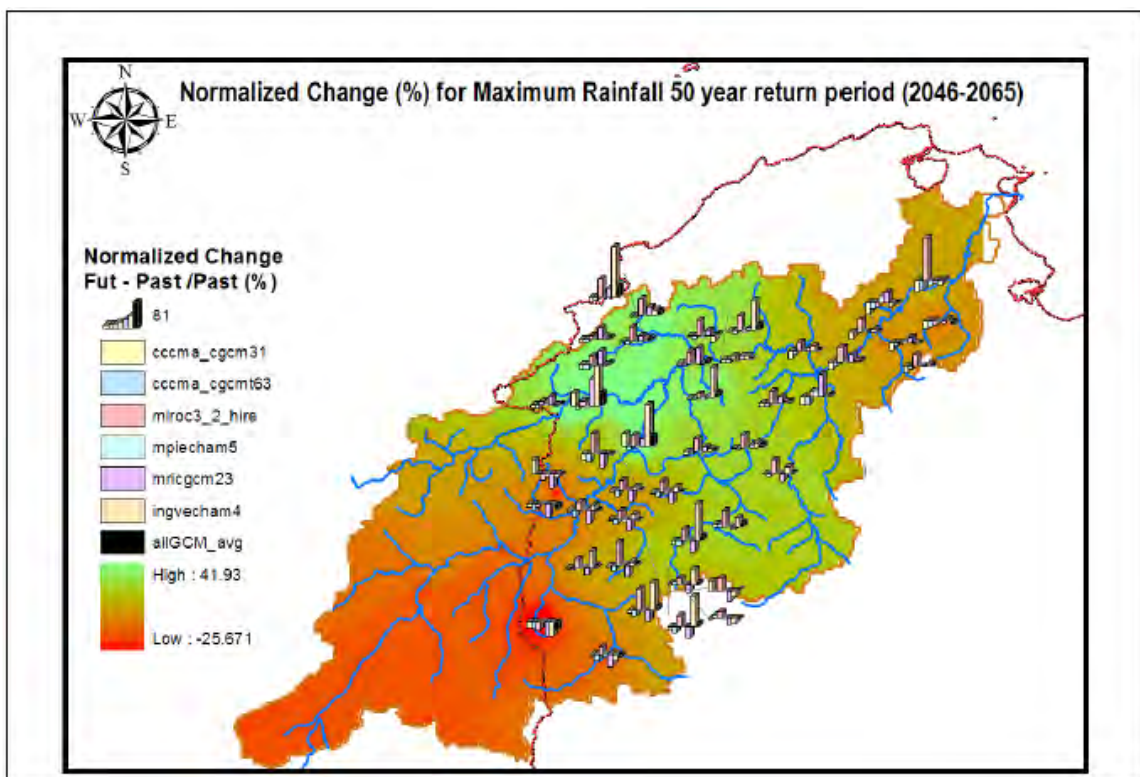 N
Normalized Change (%) for Maximum Rainfall 50 year return period (2046-2065)
W E
S
Normalized Change
Fut - Past /Past (%)
81
cccma_cgcm31
cccma_cgcmt63
miroc3_2_hire
mpiecham5
mricgcm23
ingvecham4
allGCM_avg
High : 41.93
Low : -25.671